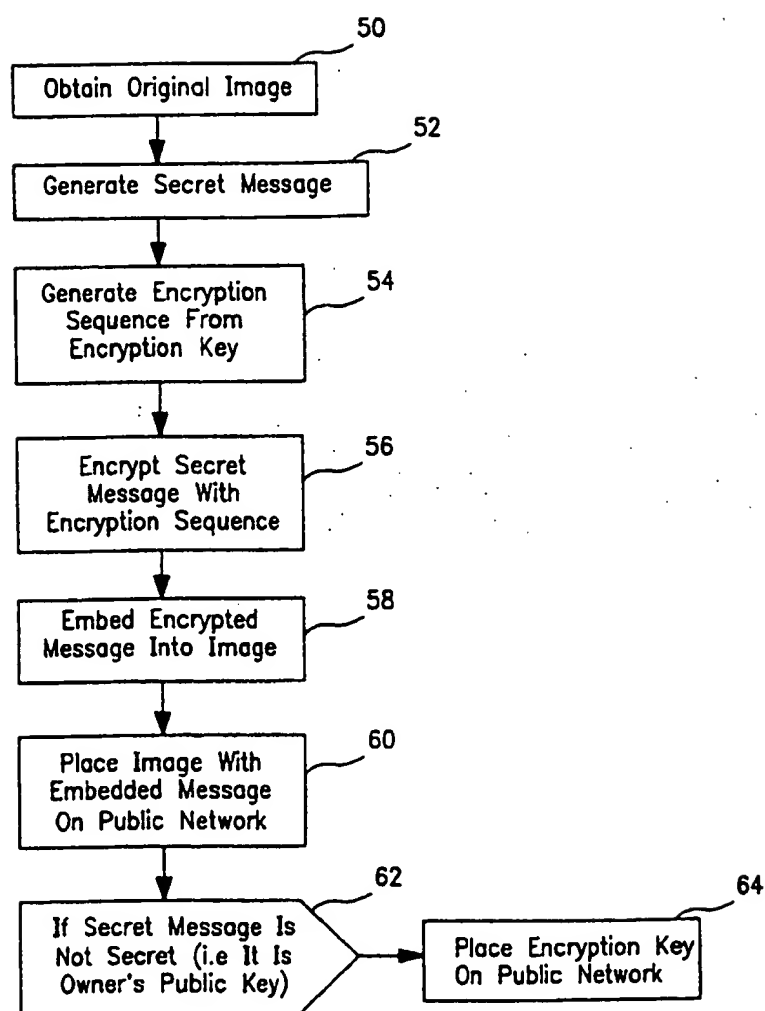 50
Obtain Original Image
52
Generate Secret Message
54
Generate Encryption
Sequence From
Encryption Key
56
Encrypt Secret
Message With
Encryption Sequence
58
Embed Encrypted
Message Into Image
60
Place Image With
Embedded Message
On Public Network
62
If Secret Message Is
Not Secret (i.e It Is
Owner's Public Key)
64
Place Encryption Key
On Public Network